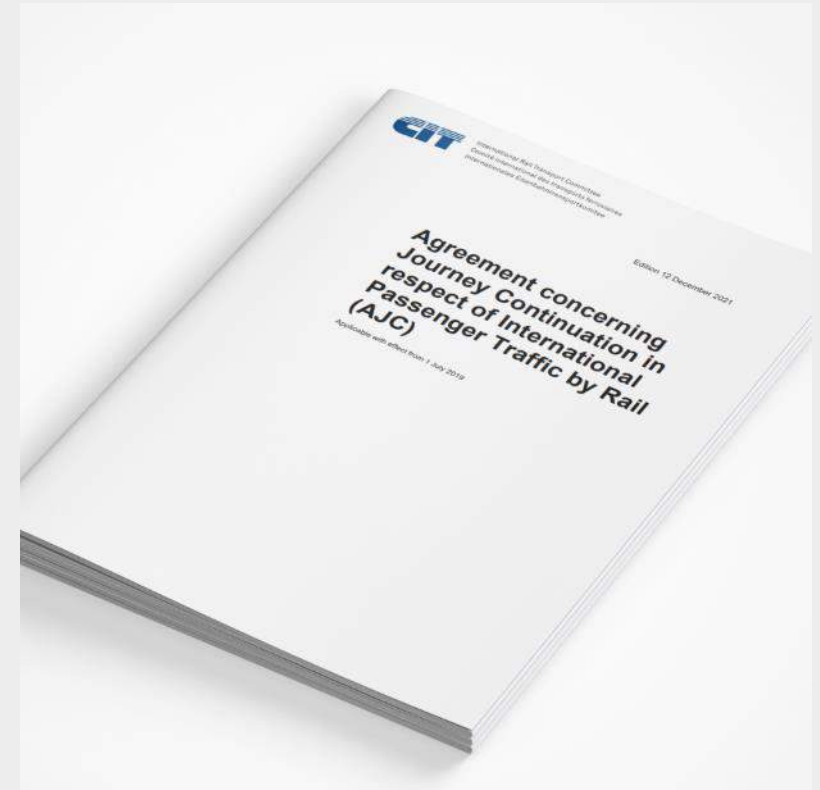 CIT
International Rail Transport Committee
Comité international des transports ferroviaires
Internationales Eisenbahntransportkomitee
Edition 12 December 2021
Agreement concerning
Journey Continuation in
respect of International
Passenger Traffic by Rail
(AJC)
Applicable with effect from 1 July 2019